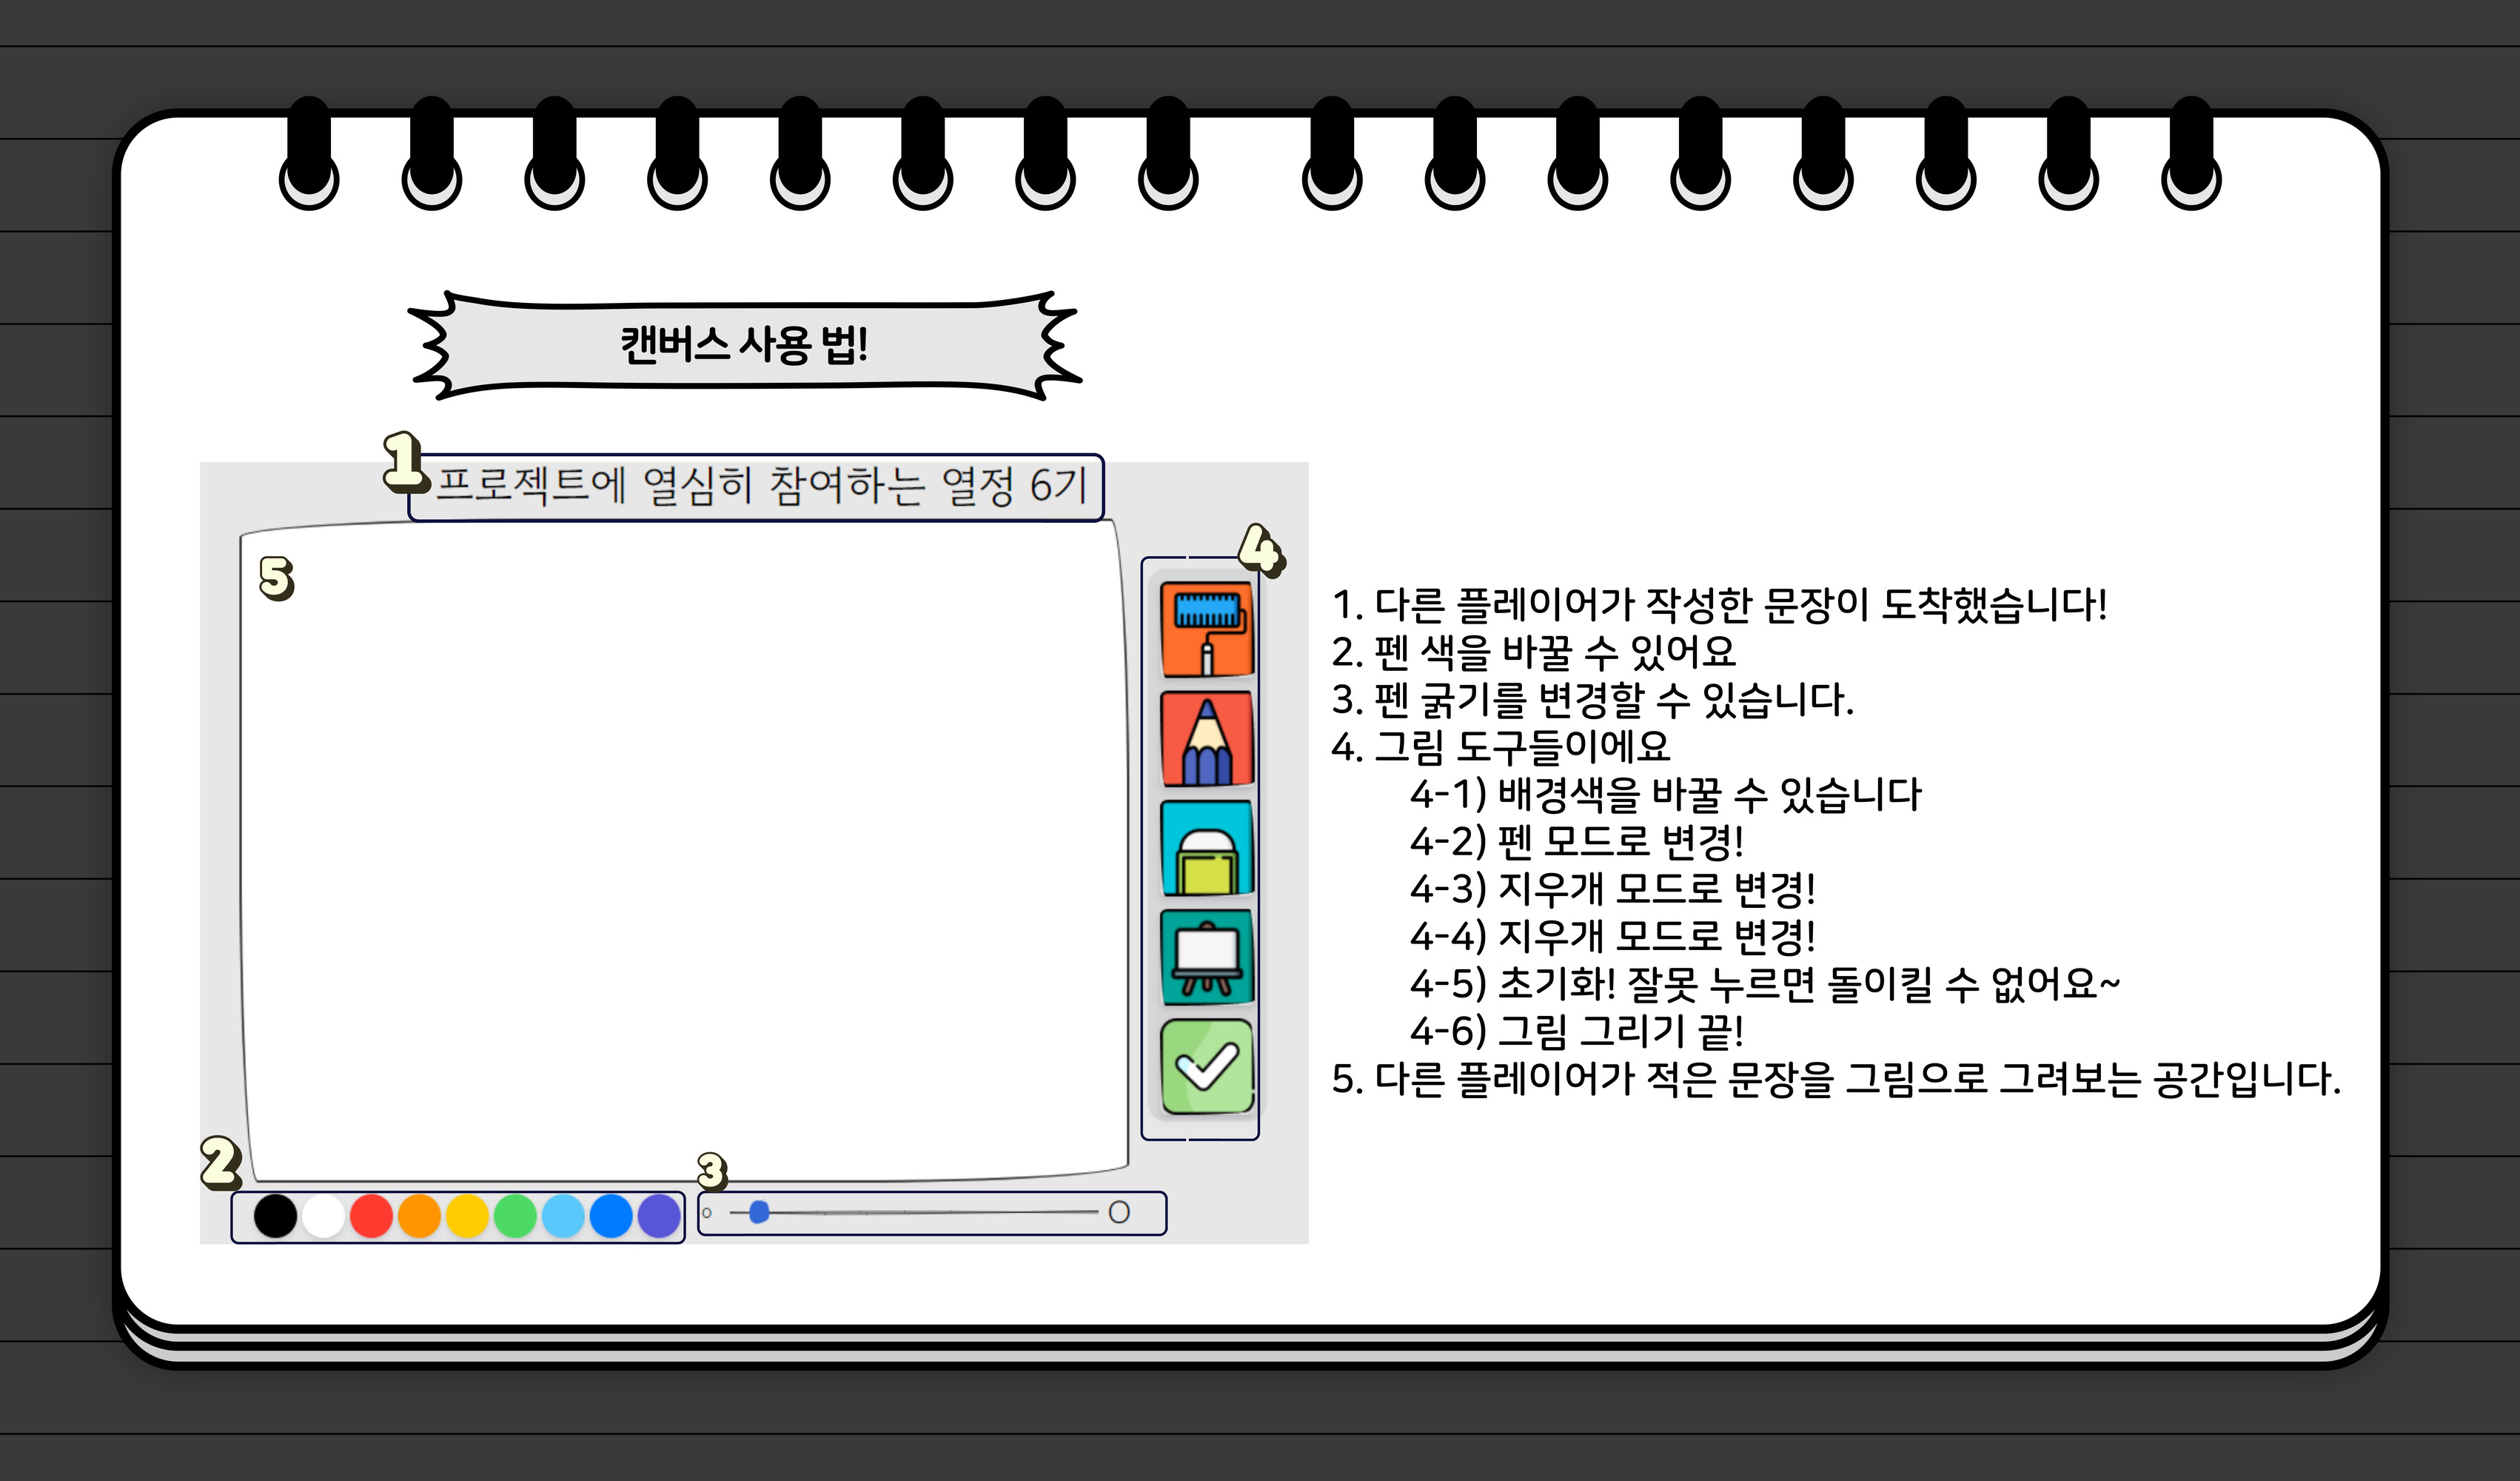 캔버스 사용 법!
1 프로젝트에 열심히 참여하는 열정 6기
5
4
2
3
1. 다른 플레이어가 작성한 문장이 도착했습니다!
2. 펜 색을 바꿀 수 있어요
3. 펜 굵기를 변경할 수 있습니다.
4. 그림 도구들이에요
4-1) 배경색을 바꿀 수 있습니다
4-2) 펜 모드로 변경!
4-3) 지우개 모드로 변경!
4-4) 지우개 모드로 변경!
4-5) 초기화! 잘못 누르면 돌이킬 수 없어요~
4-6) 그림 그리기 끝!
5. 다른 플레이어가 적은 문장을 그림으로 그려보는 공간입니다.